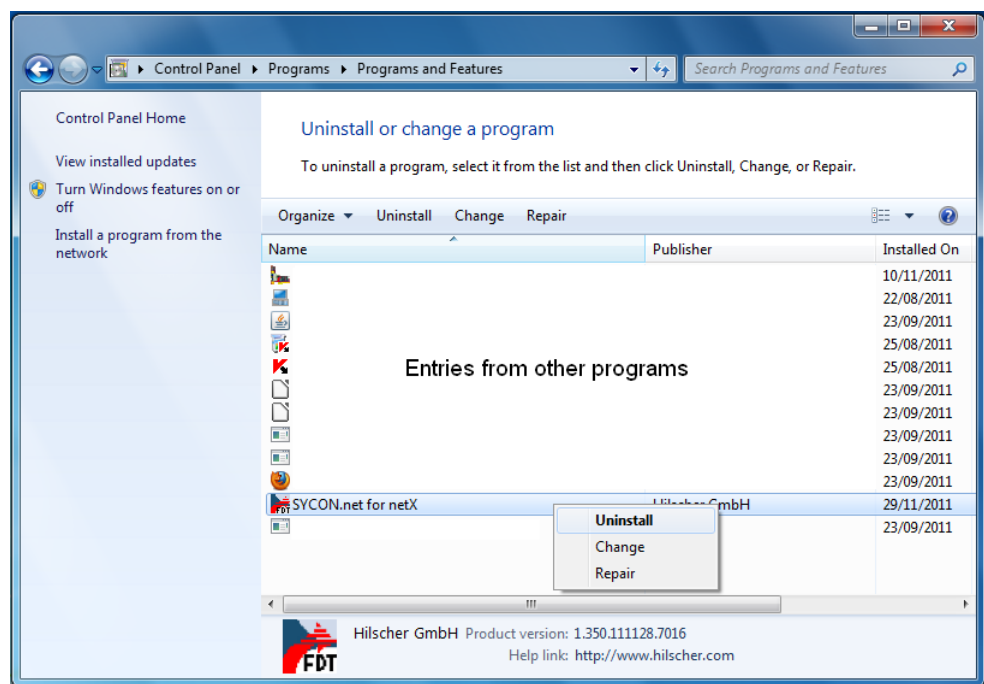 Control Panel ▸ Programs ▸ Programs and Features
Search Programs and Features
Control Panel Home
View installed updates
Turn Windows features on or
off
Install a program from the
network
Uninstall or change a program
To uninstall a program, select it from the list and then click Uninstall, Change, or Repair.
Organize Uninstall Change Repair
Name Publisher Installed On
10/11/2011
22/08/2011
23/09/2011
25/08/2011
Entries from other programs 25/08/2011
23/09/2011
23/09/2011
23/09/2011
23/09/2011
23/09/2011
SYCON.net for netX Hilscher GmbH 29/11/2011
23/09/2011
Uninstall
Change
Repair
FDT
Hilscher GmbH Product version: 1.350.111128.7016
Help link: http://www.hilscher.com